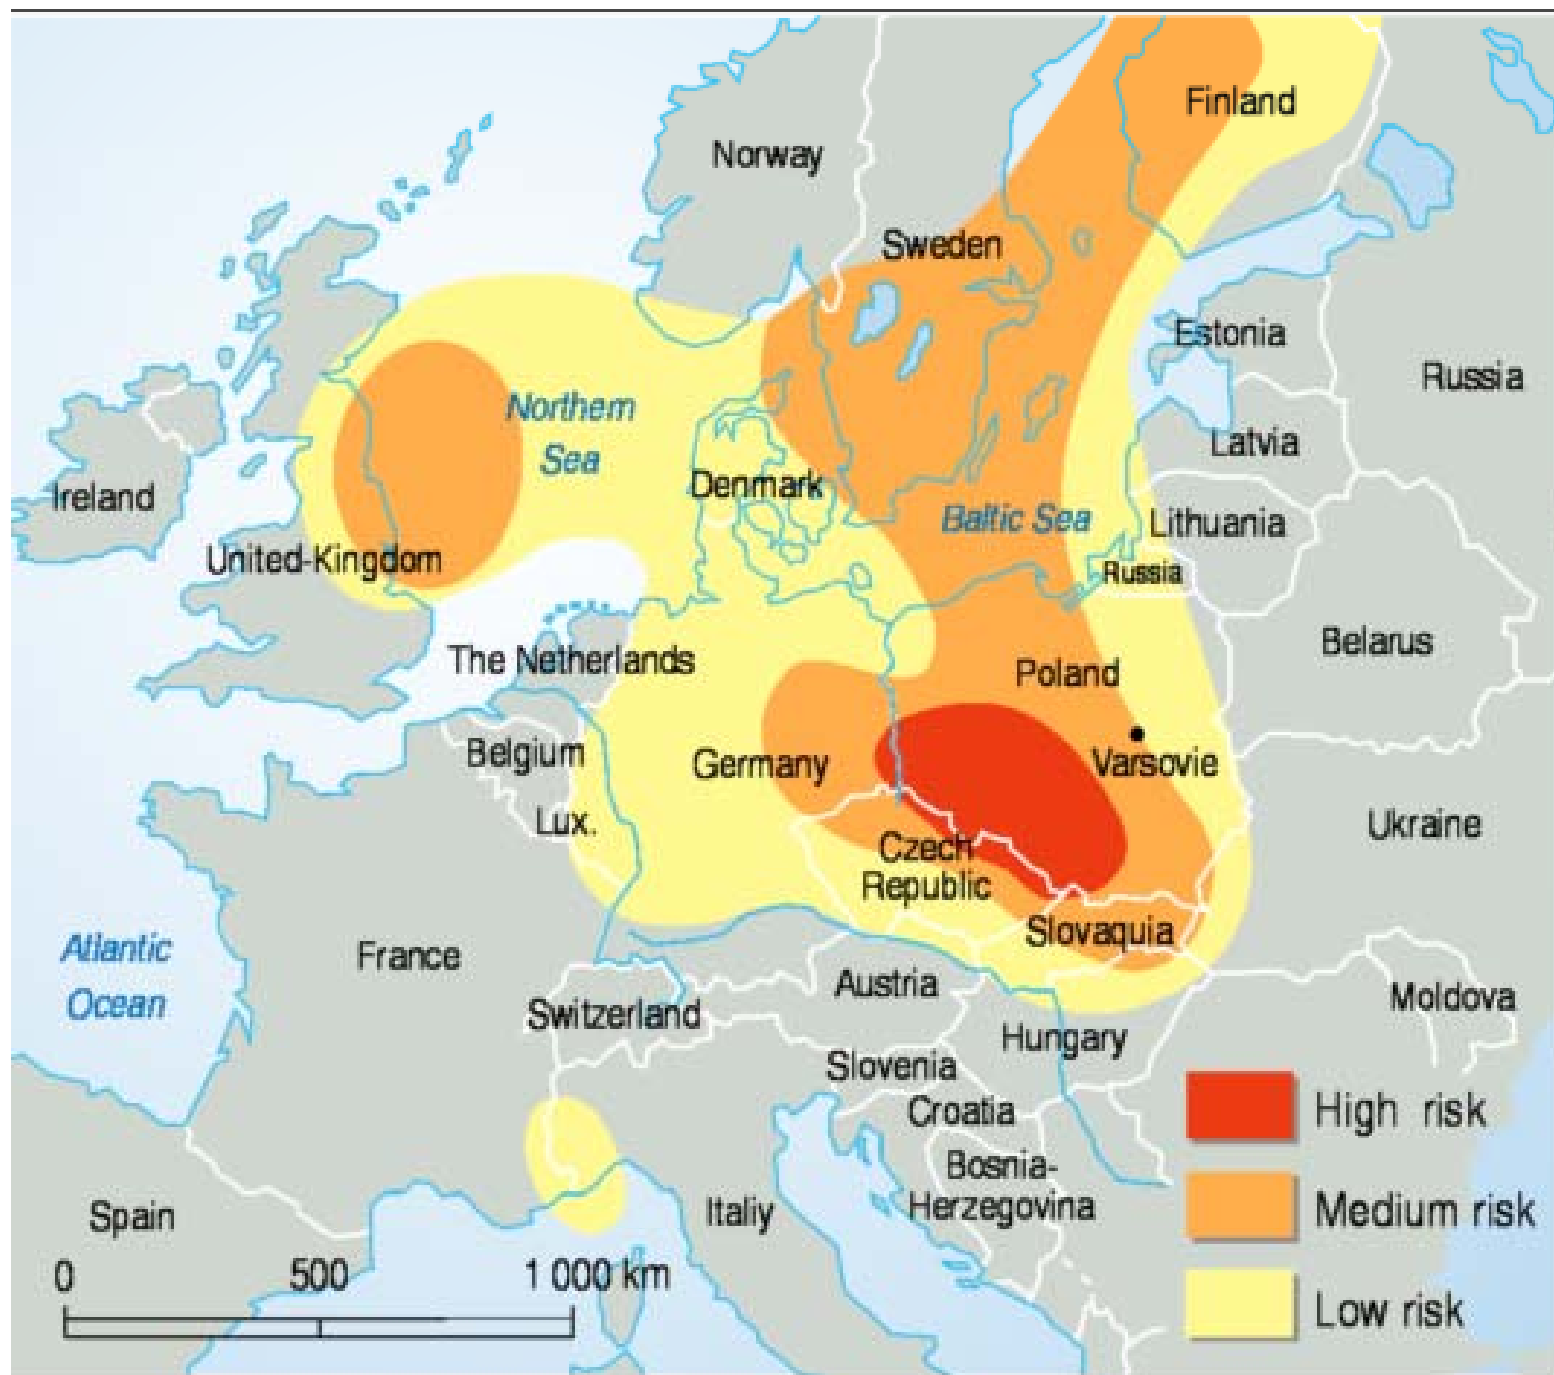 Finland
Norway
Sweden
Estonia
Russia
Northem
Sea
Latvia
Denmark
Ireland
Baltic Sea
Lithuania
United-Kingdom
Russia
Belarus
The Netherlands
Poland
Belgium
Germany
Varsovie
Lux.
Ukraine
Czech
Republic
Slovaquia
Atlantic
Ocean
France
Austria
Moldova
Switzerland
Hungary
Slovenia
Croatia
High risk
Bosnia-
Herzegovina
Spain
Italiy
Medium risk
0 500 1 000 km
Low risk